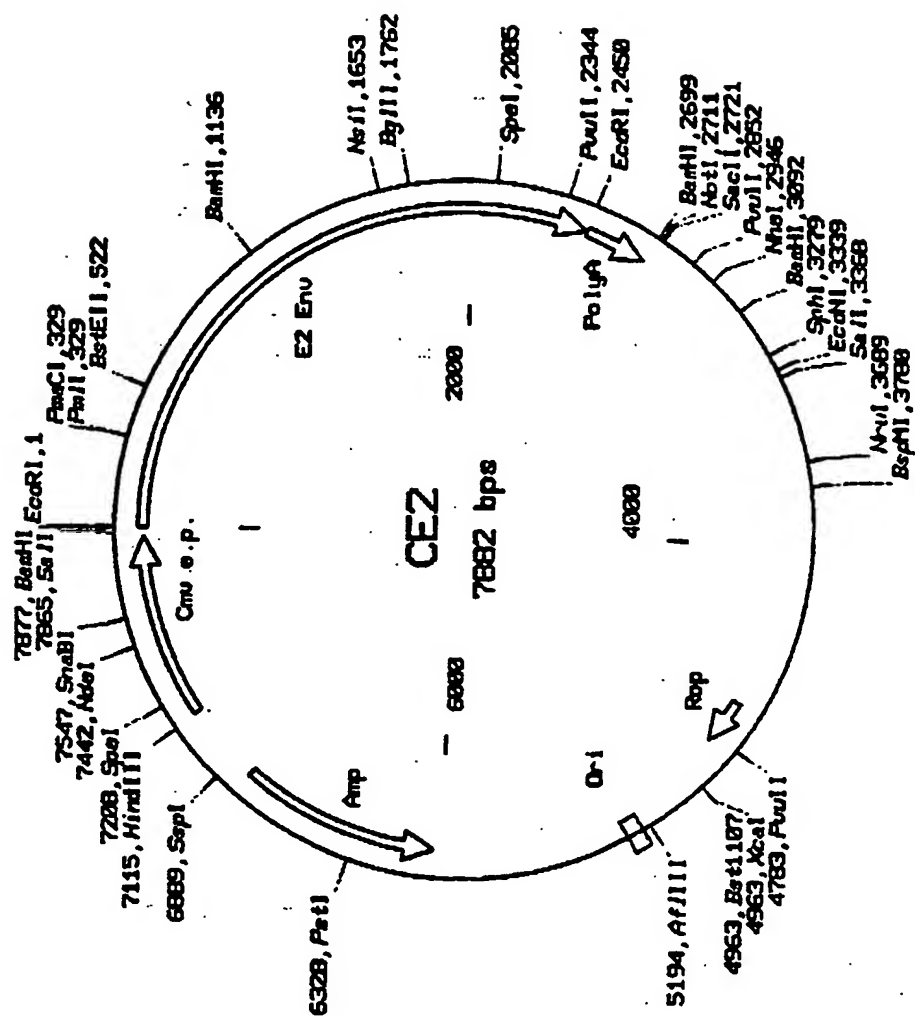 7877, BamHI
EcoRI, 1
7865, SalI
7547, SnaBI
7442, NdeI
7208, SpeI
7115, HindIII
6889, SspI
6328, PstI
PmaCI, 329
PmlI, 329
BstEII, 522
BamHI, 1136
NsiI, 1653
BglII, 1762
SpeI, 2085
PvuII, 2344
EcoRI, 2450
BamHI, 2699
NotI, 2711
SacII, 2721
PvuII, 2852
NheI, 2946
BamHI, 3092
SphI, 3279
EcoNI, 3339
SalI, 3368
NruI, 3689
BspMI, 3780
4783, PvuII
4963, XcaI
4963, Bst1107I
5194, AflIII
Cmv e.p.
E2 Env
PolyA
Amp
Ori
Rop
2000
4000
6000
CE2
7882 bps